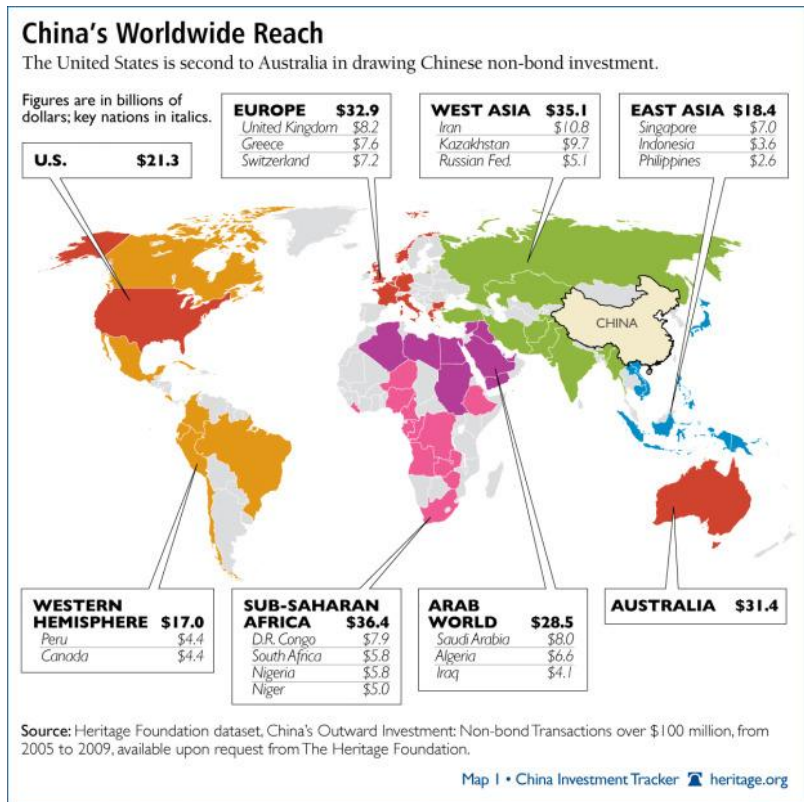 China's Worldwide Reach
The United States is second to Australia in drawing Chinese non-bond investment.
Figures are in billions of
dollars; key nations in italics.
U.S. $21.3
EUROPE $32.9
United Kingdom $8.2
Greece $7.6
Switzerland $7.2
WEST ASIA $35.1
Iran $10.8
Kazakhstan $9.7
Russian Fed. $5.1
EAST ASIA $18.4
Singapore $7.0
Indonesia $3.6
Philippines $2.6
CHINA
WESTERN
HEMISPHERE $17.0
Peru $4.4
Canada $4.4
SUB-SAHARAN
AFRICA $36.4
D.R. Congo $7.9
South Africa $5.8
Nigeria $5.8
Niger $5.0
ARAB
WORLD $28.5
Saudi Arabia $8.0
Algeria $6.6
Iraq $4.1
AUSTRALIA $31.4
Source: Heritage Foundation dataset, China's Outward Investment: Non-bond Transactions over $100 million, from
2005 to 2009, available upon request from The Heritage Foundation.
Map 1 • China Investment Tracker heritage.org